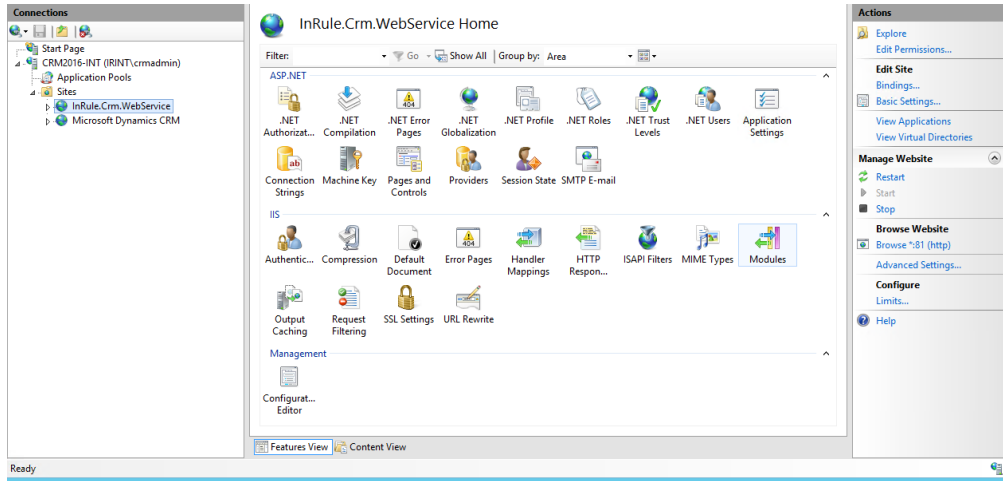 Connections
Start Page
CRM2016-INT (IRINT\crmadmin)
Application Pools
Sites
InRule.Crm.WebService
Microsoft Dynamics CRM
InRule.Crm.WebService Home
Filter: Go Show All Group by: Area
ASP.NET
.NET Authorizat...
.NET Compilation
.NET Error Pages
.NET Globalization
.NET Profile
.NET Roles
.NET Trust Levels
.NET Users
Application Settings
Connection Strings
Machine Key
Pages and Controls
Providers
Session State
SMTP E-mail
IIS
Authentic...
Compression
Default Document
Error Pages
Handler Mappings
HTTP Respon...
ISAPI Filters
MIME Types
Modules
Output Caching
Request Filtering
SSL Settings
URL Rewrite
Management
Configurat... Editor
Features View
Content View
Actions
Explore
Edit Permissions...
Edit Site
Bindings...
Basic Settings...
View Applications
View Virtual Directories
Manage Website
Restart
Start
Stop
Browse Website
Browse *:81 (http)
Advanced Settings...
Configure
Limits...
Help
Ready